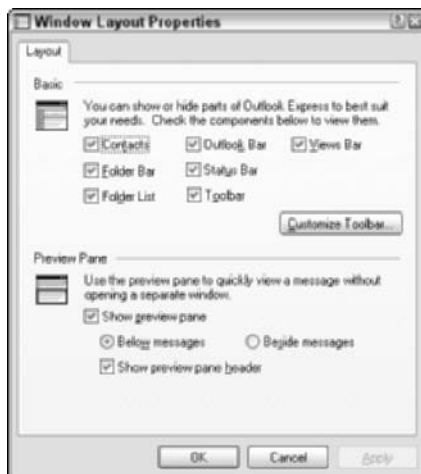 Window Layout Properties
Layout
Basic
You can show or hide parts of Outlook Express to best suit
your needs. Check the components below to view them.
Contacts Outlook Bar Views Bar
Folder Bar Status Bar
Folder List Toolbar
Customize Toolbar...
Preview Pane
Use the preview pane to quickly view a message without
opening a separate window.
Show preview pane
Below messages Beside messages
Show preview pane header
OK Cancel Apply